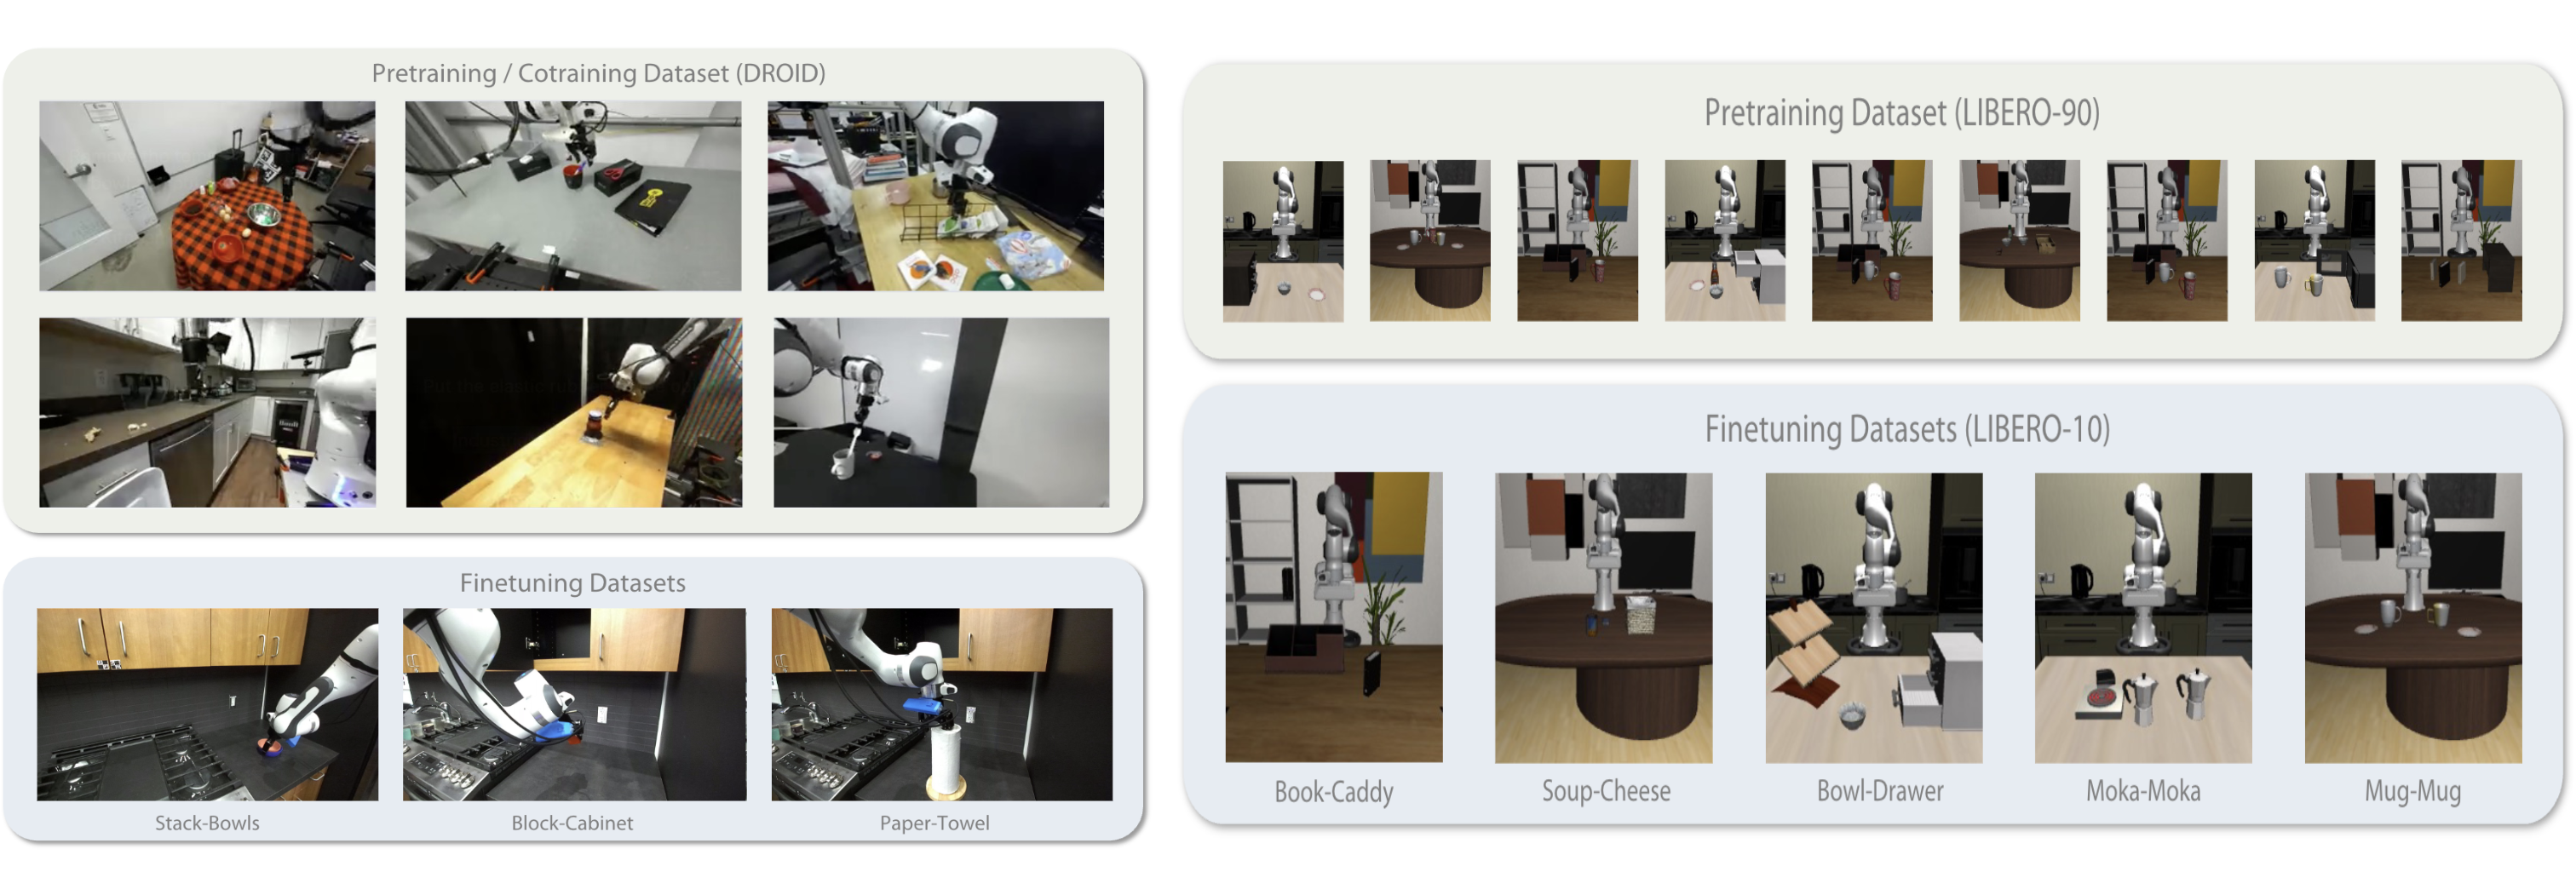 Pretraining / Cotraining Dataset (DROID)
Finetuning Datasets
Stack-Bowls
Block-Cabinet
Paper-Towel
Pretraining Dataset (LIBERO-90)
Finetuning Datasets (LIBERO-10)
Book-Caddy
Soup-Cheese
Bowl-Drawer
Moka-Moka
Mug-Mug